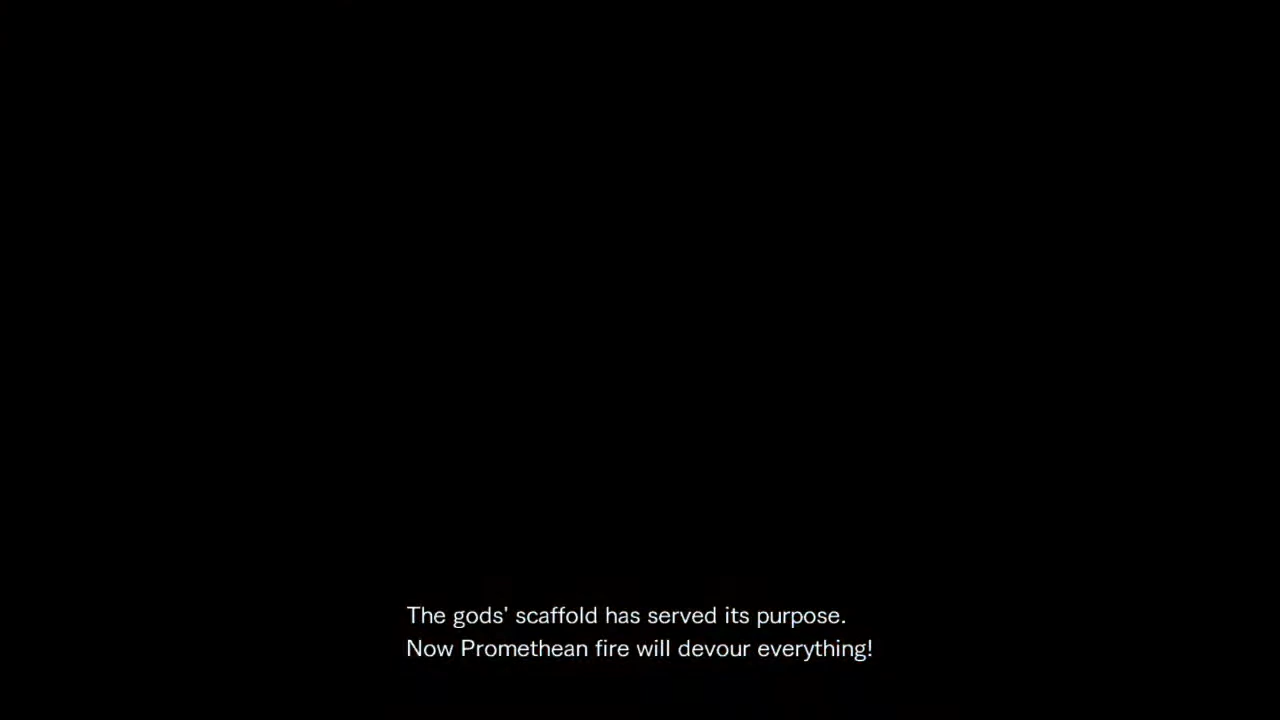 The gods' scaffold has served its purpose.
Now Promethean fire will devour everything!